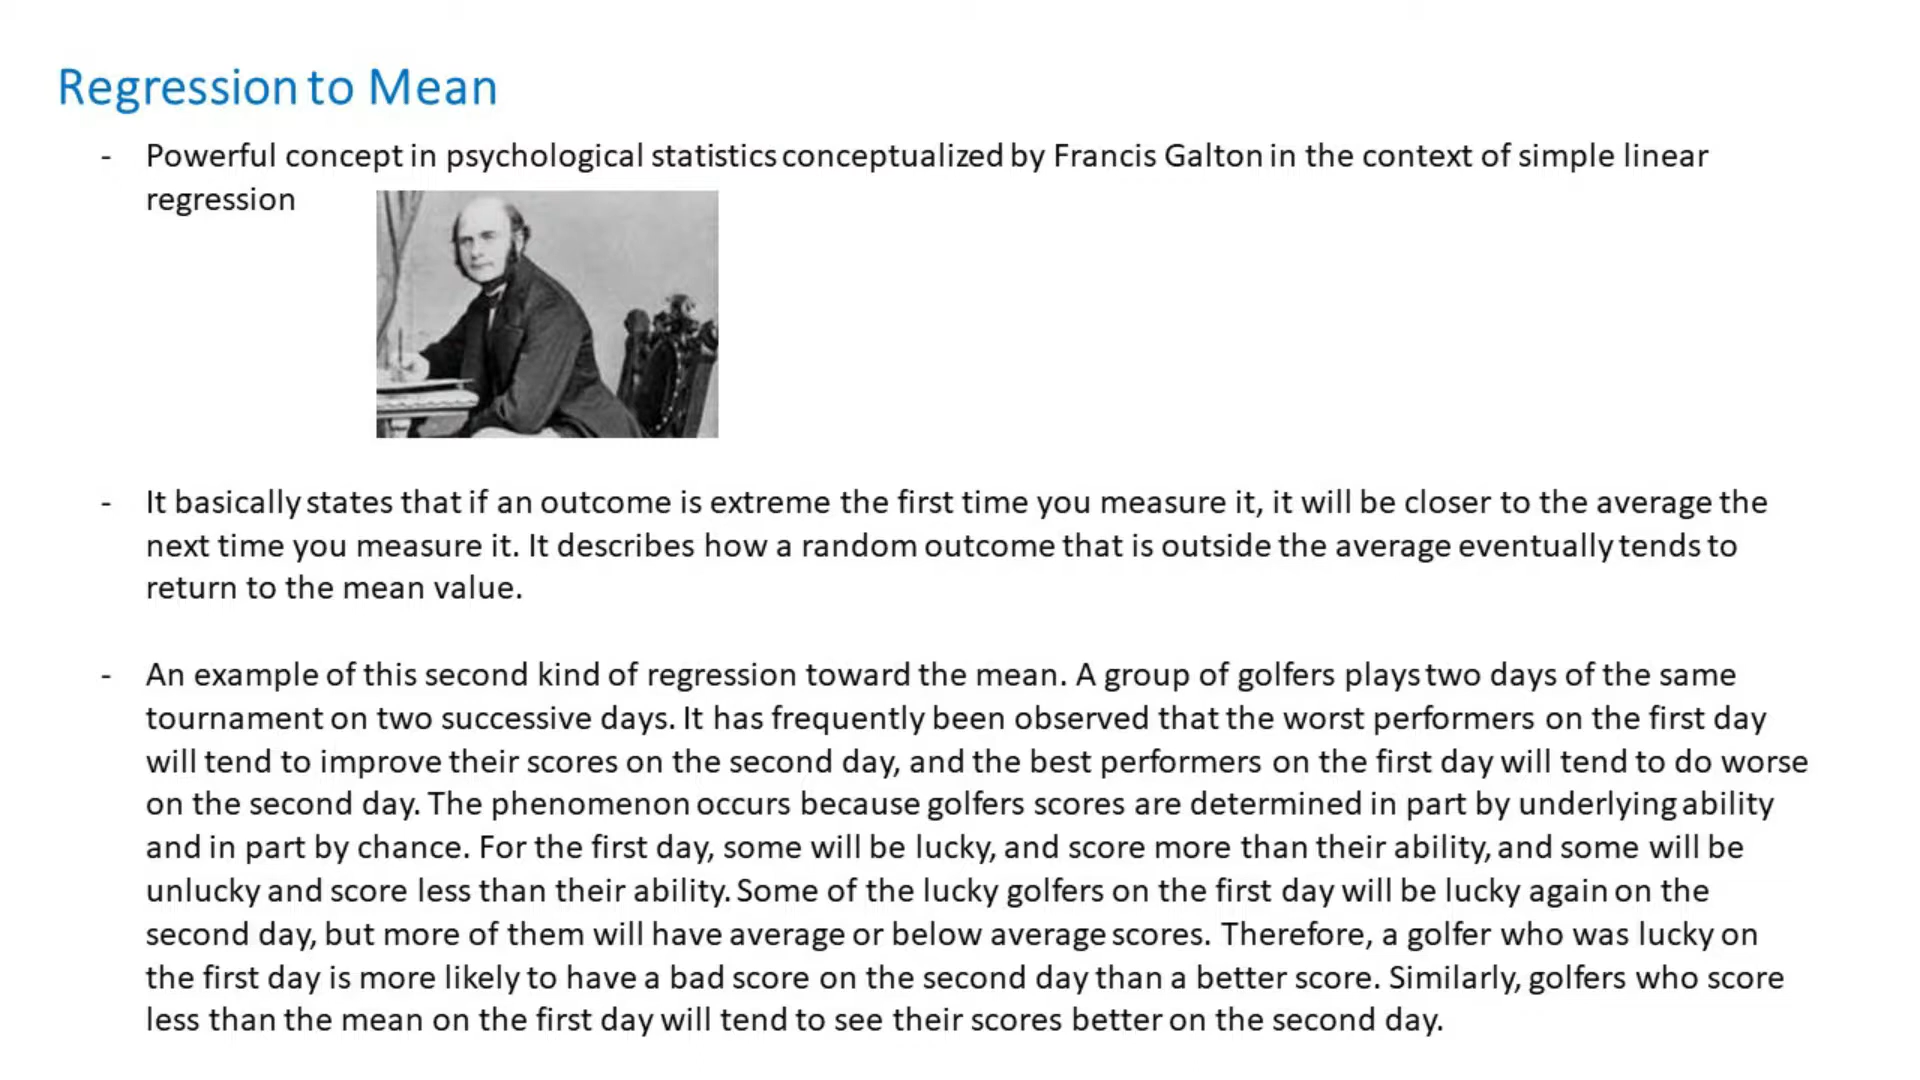 Regression to Mean
- Powerful concept in psychological statistics conceptualized by Francis Galton in the context of simple linear
regression
- It basically states that if an outcome is extreme the first time you measure it, it will be closer to the average the
next time you measure it. It describes how a random outcome that is outside the average eventually tends to
return to the mean value.
- An example of this second kind of regression toward the mean. A group of golfers plays two days of the same
tournament on two successive days. It has frequently been observed that the worst performers on the first day
will tend to improve their scores on the second day, and the best performers on the first day will tend to do worse
on the second day. The phenomenon occurs because golfers scores are determined in part by underlying ability
and in part by chance. For the first day, some will be lucky, and score more than their ability, and some will be
unlucky and score less than their ability. Some of the lucky golfers on the first day will be lucky again on the
second day, but more of them will have average or below average scores. Therefore, a golfer who was lucky on
the first day is more likely to have a bad score on the second day than a better score. Similarly, golfers who score
less than the mean on the first day will tend to see their scores better on the second day.